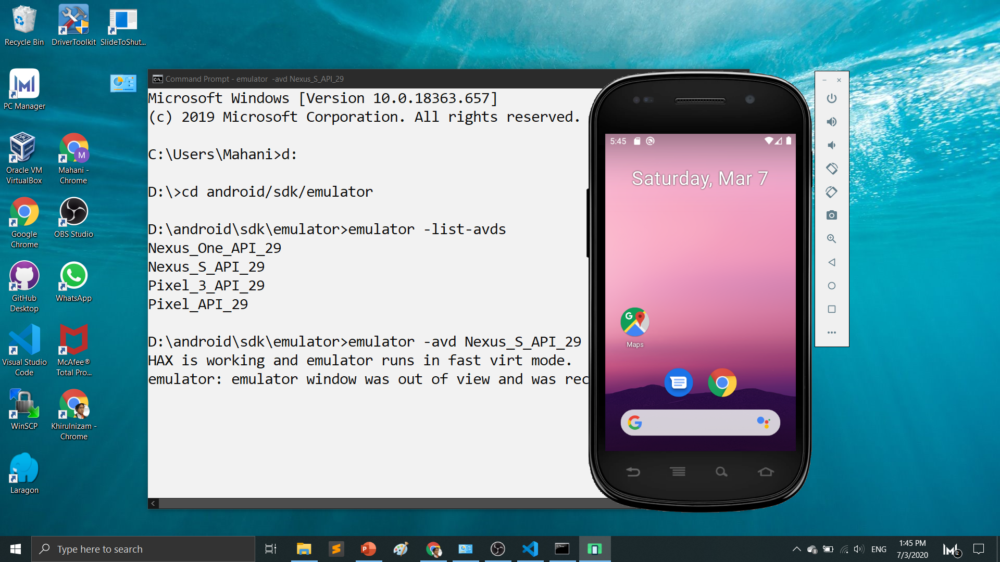 Recycle Bin
DriverToolkit
SlideToShut...
PC Manager
Oracle VM
VirtualBox
Mahani -
Chrome
M
Google
Chrome
OBS Studio
GitHub
Desktop
WhatsApp
Visual Studio
Code
McAfee®
Total Pro...
WinSCP
Khirulnizam -
Chrome
Laragon
Command Prompt - emulator  -avd Nexus_S_API_29
Microsoft Windows [Version 10.0.18363.657]
(c) 2019 Microsoft Corporation. All rights reserved.
C:\Users\Mahani>d:
D:\>cd android/sdk/emulator
D:\android\sdk\emulator>emulator -list-avds
Nexus_One_API_29
Nexus_S_API_29
Pixel_3_API_29
Pixel_API_29
D:\android\sdk\emulator>emulator -avd Nexus_S_API_29
HAX is working and emulator runs in fast virt mode.
emulator: emulator window was out of view and was rec
5:45
Saturday, Mar 7
Maps
Type here to search
ENG
1:45 PM
7/3/2020
2